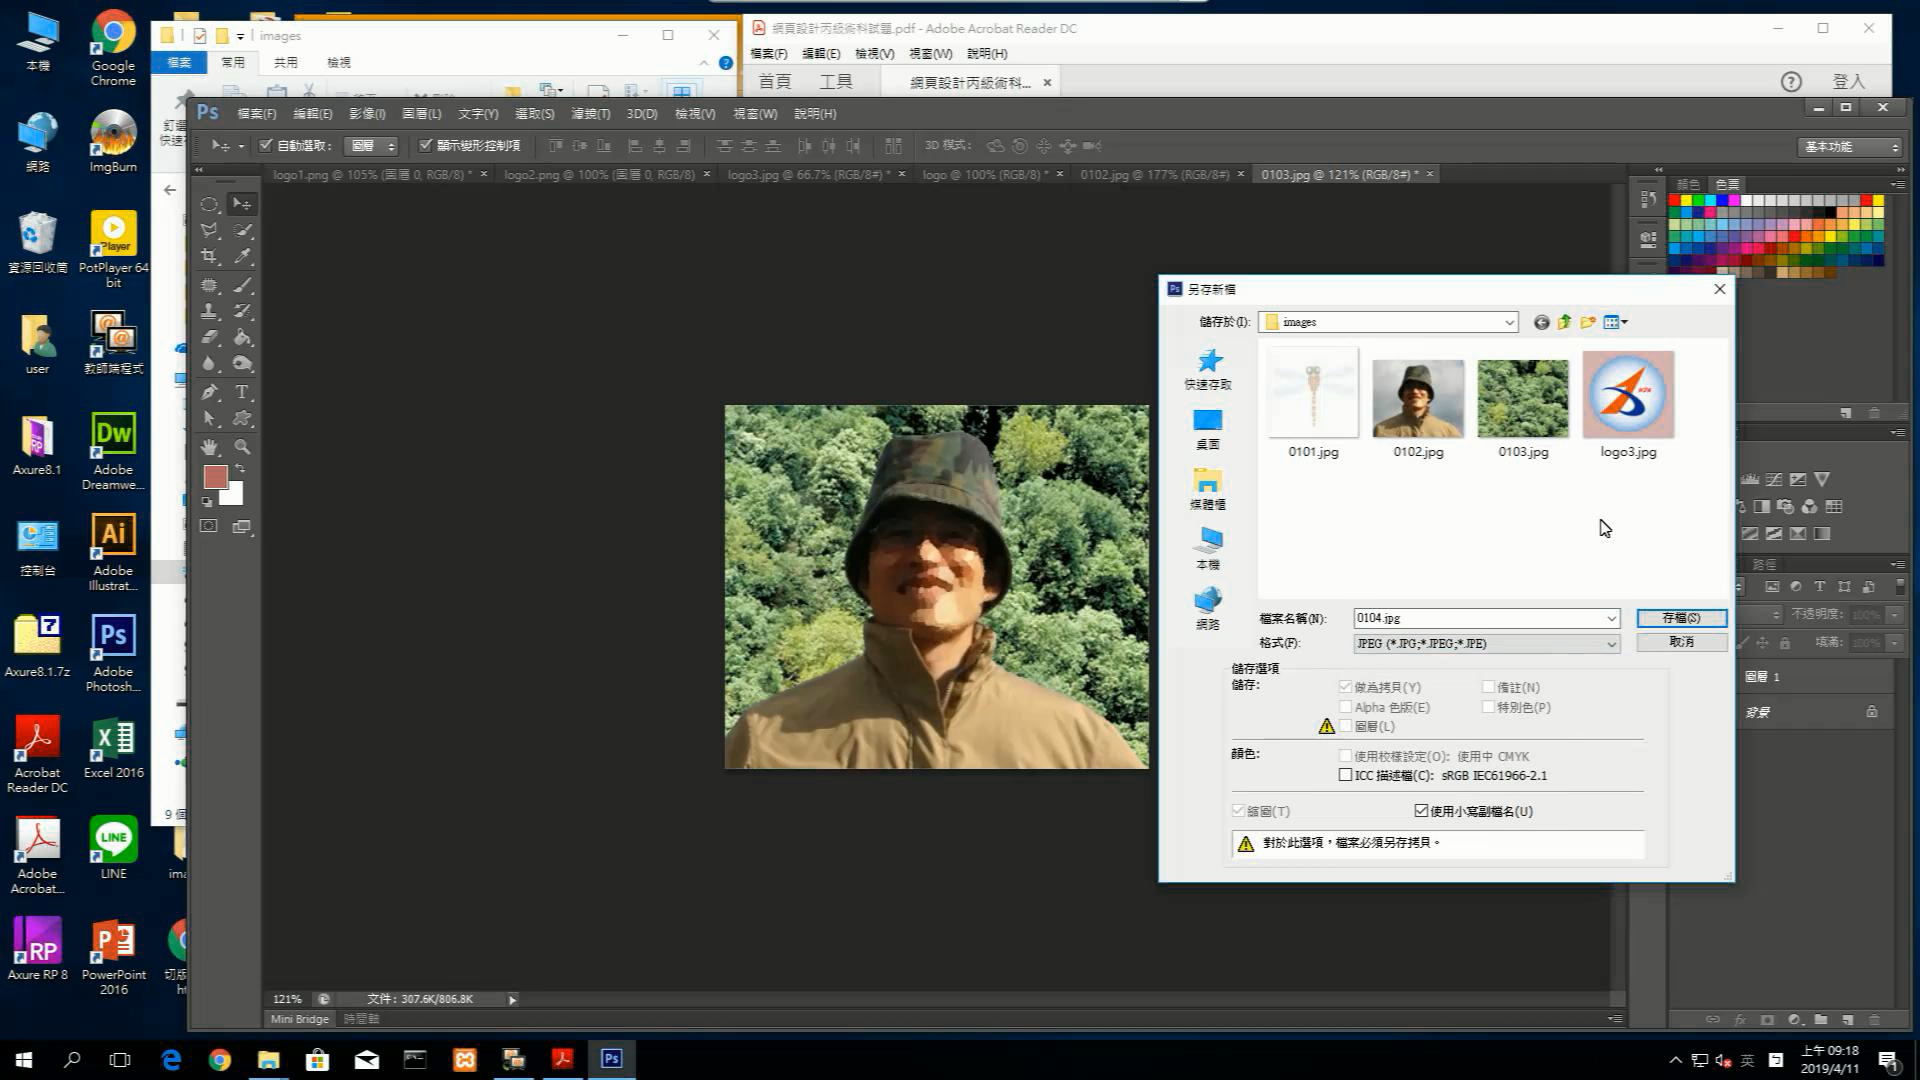 images
網頁設計丙級術科試題.pdf - Adobe Acrobat Reader DC
檔案 常用 共用 檢視
檔案(F) 編輯(E) 檢視(V) 視窗(W) 說明(H)
首頁 工具 網頁設計丙級術科... × 登入
Ps 檔案(F) 編輯(E) 影像(I) 圖層(L) 文字(Y) 選取(S) 濾鏡(T) 3D(D) 檢視(V) 視窗(W) 說明(H)
自動選取: 圖層 顯示變形控制項 3D 模式: 基本功能
logo1.png @ 105% (圖層 0, RGB/8) * × logo2.png @ 100% (圖層 0, RGB/8) × logo3.jpg @ 66.7% (RGB/8#) * × logo @ 100% (RGB/8) * × 0102.jpg @ 177% (RGB/8#) × 0103.jpg @ 121% (RGB/8#) * ×
顏色 色票
本機
Google Chrome
網路
ImgBurn
資源回收筒
PotPlayer 64 bit
user
教師端程式
Axure8.1
Adobe Dreamwe...
控制台
Adobe Illustrat...
Axure8.1.7z
Adobe Photosh...
Acrobat Reader DC
Excel 2016
Adobe Acrobat...
LINE
Axure RP 8
PowerPoint 2016
另存新檔
儲存於(I): images
快速存取
桌面
媒體櫃
本機
網路
0101.jpg 0102.jpg 0103.jpg logo3.jpg
檔案名稱(N): 0104.jpg 存檔(S)
格式(F): JPEG (*.JPG;*.JPEG;*.JPE) 取消
儲存選項
儲存: 做為拷貝(Y) 備註(N)
Alpha 色版(E) 特別色(P)
圖層(L)
顏色: 使用校樣設定(O): 使用中 CMYK
ICC 描述檔(C): sRGB IEC61966-2.1
縮圖(T) 使用小寫副檔名(U)
對於此選項，檔案必須另存拷貝。
路徑
不透明度: 100%
填滿: 100%
圖層 1
背景
121% 文件: 307.6K/806.8K
Mini Bridge 時間軸
英
上午 09:18
2019/4/11